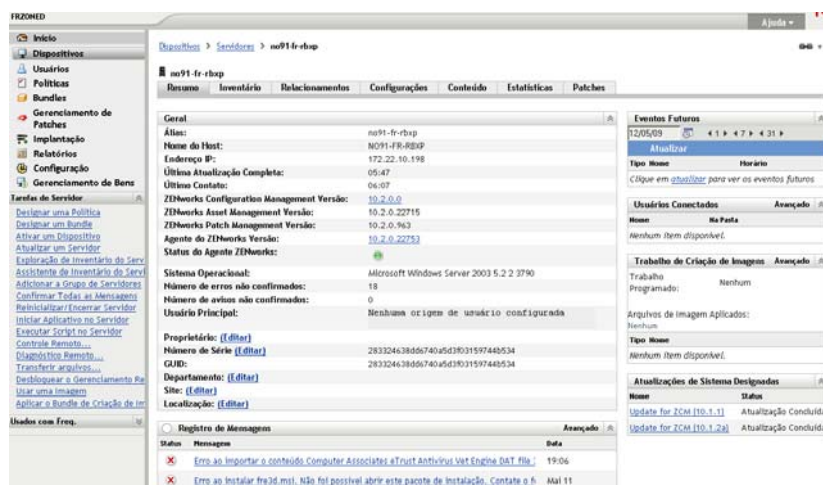 FRZONED
Ajuda
Início
Dispositivos
Usuários
Políticas
Bundles
Gerenciamento de Patches
Implantação
Relatórios
Configuração
Gerenciamento de Bens
Tarefas de Servidor
Designar uma Política
Designar um Bundle
Ativar um Dispositivo
Atualizar um Servidor
Exploração de Inventário do Serv
Assistente de Inventário do Servi
Adicionar a Grupo de Servidores
Confirmar Todas as Mensagens
Reinicializar/Encerrar Servidor
Iniciar Aplicativo no Servidor
Executar Script no Servidor
Controle Remoto...
Diagnóstico Remoto...
Transferir arquivos...
Desbloquear o Gerenciamento Re
Usar uma Imagem
Aplicar o Bundle de Criação de Im
Usados com Freq.
Dispositivos > Servidores > no91-fr-rbxp
no91-fr-rbxp
Resumo Inventário Relacionamentos Configurações Conteúdo Estatísticas Patches
Geral
Álias: no91-fr-rbxp
Nome do Host: NO91-FR-RBXP
Endereço IP: 172.22.10.198
Última Atualização Completa: 05:47
Último Contato: 06:07
ZENworks Configuration Management Versão: 10.2.0.0
ZENworks Asset Management Versão: 10.2.0.22715
ZENworks Patch Management Versão: 10.2.0.963
Agente do ZENworks Versão: 10.2.0.22753
Status do Agente ZENworks:
Sistema Operacional: Microsoft Windows Server 2003 5.2 2 3790
Número de erros não confirmados: 18
Número de avisos não confirmados: 0
Usuário Principal: Nenhuma origem de usuário configurada
Proprietário: (Editar)
Número de Série (Editar) 283324638dd6740a5d3f03159744b534
GUID: 283324638dd6740a5d3f03159744b534
Departamento: (Editar)
Site: (Editar)
Localização: (Editar)
Registro de Mensagens Avançado
Status Mensagem Data
Erro ao importar o conteúdo Computer Associates eTrust Antivirus Vet Engine DAT file 19:06
Erro ao instalar fre3d.msi. Não foi possível abrir este pacote de instalação. Contate o f Mai 11
Eventos Futuros
12/05/09 1 7 31
Atualizar
Tipo Nome Horário
Clique em atualizar para ver os eventos futuros
Usuários Conectados Avançado
Nome Na Pasta
Nenhum item disponível.
Trabalho de Criação de Imagens Avançado
Trabalho Programado: Nenhum
Arquivos de Imagem Aplicados:
Nenhum
Tipo Nome
Nenhum item disponível.
Atualizações de Sistema Designadas
Nome Status
Update for ZCM [10.1.1] Atualização Concluída
Update for ZCM [10.1.2a] Atualização Concluída